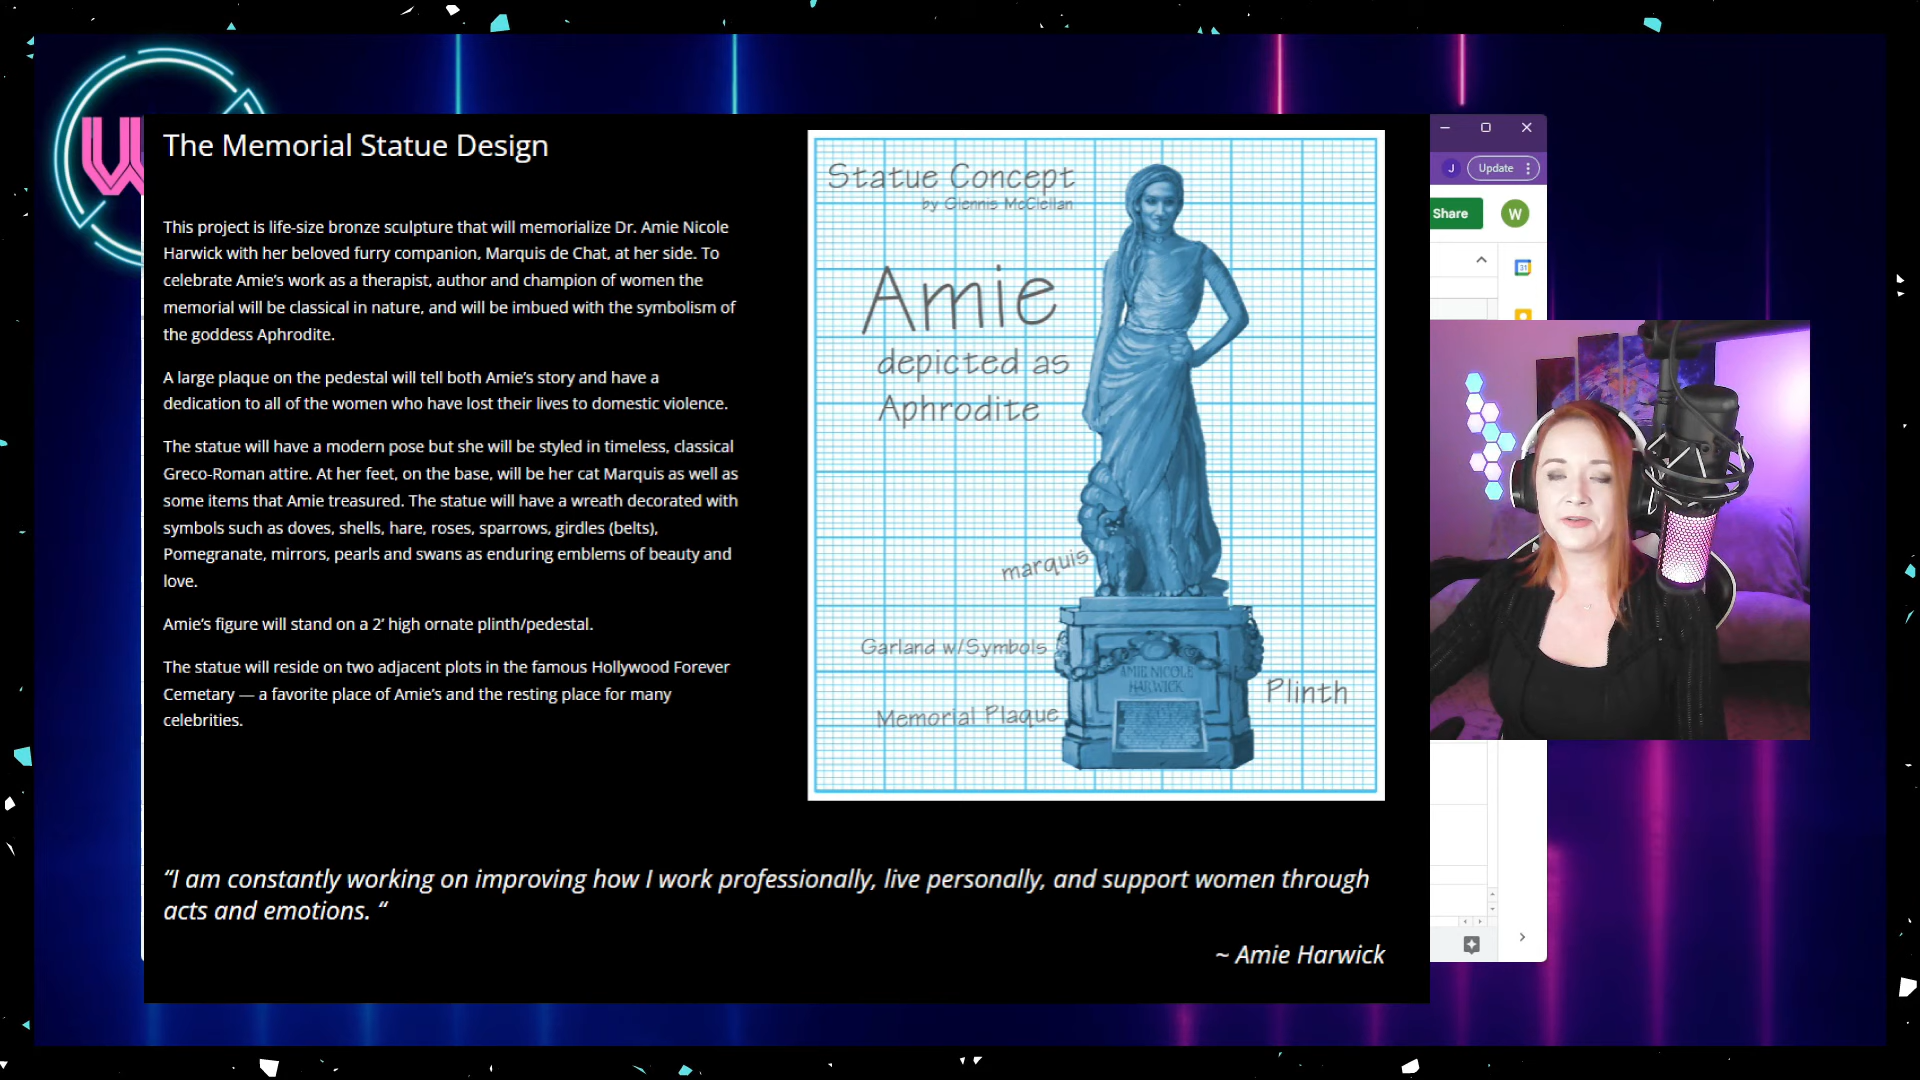 The Memorial Statue Design
This project is life-size bronze sculpture that will memorialize Dr. Amie Nicole
Harwick with her beloved furry companion, Marquis de Chat, at her side. To
celebrate Amie's work as a therapist, author and champion of women the
memorial will be classical in nature, and will be imbued with the symbolism of
the goddess Aphrodite.
A large plaque on the pedestal will tell both Amie's story and have a
dedication to all of the women who have lost their lives to domestic violence.
The statue will have a modern pose but she will be styled in timeless, classical
Greco-Roman attire. At her feet, on the base, will be her cat Marquis as well as
some items that Amie treasured. The statue will have a wreath decorated with
symbols such as doves, shells, hare, roses, sparrows, girdles (belts),
Pomegranate, mirrors, pearls and swans as enduring emblems of beauty and
love.
Amie's figure will stand on a 2' high ornate plinth/pedestal.
The statue will reside on two adjacent plots in the famous Hollywood Forever
Cemetary — a favorite place of Amie's and the resting place for many
celebrities.
Statue Concept
by Glennis McClellan
Amie
depicted as
Aphrodite
marquis
Garland w/Symbols
Memorial Plaque
Plinth
AMIE NICOLE
HARWICK
“I am constantly working on improving how I work professionally, live personally, and support women through
acts and emotions. “
~ Amie Harwick
W
J
Update
Share
W
31